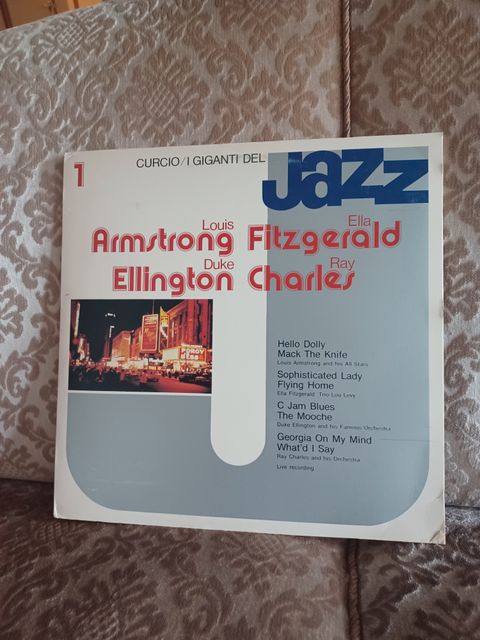 1
CURCIO/I GIGANTI DEL
Jazz
Louis Ella
Armstrong Fitzgerald
Duke Ray
Ellington Charles
PORGY
Hello Dolly
Mack The Knife
Louis Armstrong and his All Stars
Sophisticated Lady
Flying Home
Ella Fitzgerald Trio Lou Levy
C Jam Blues
The Mooche
Duke Ellington and his Famous Orchestra
Georgia On My Mind
What'd I Say
Ray Charles and his Orchestra
Live recording